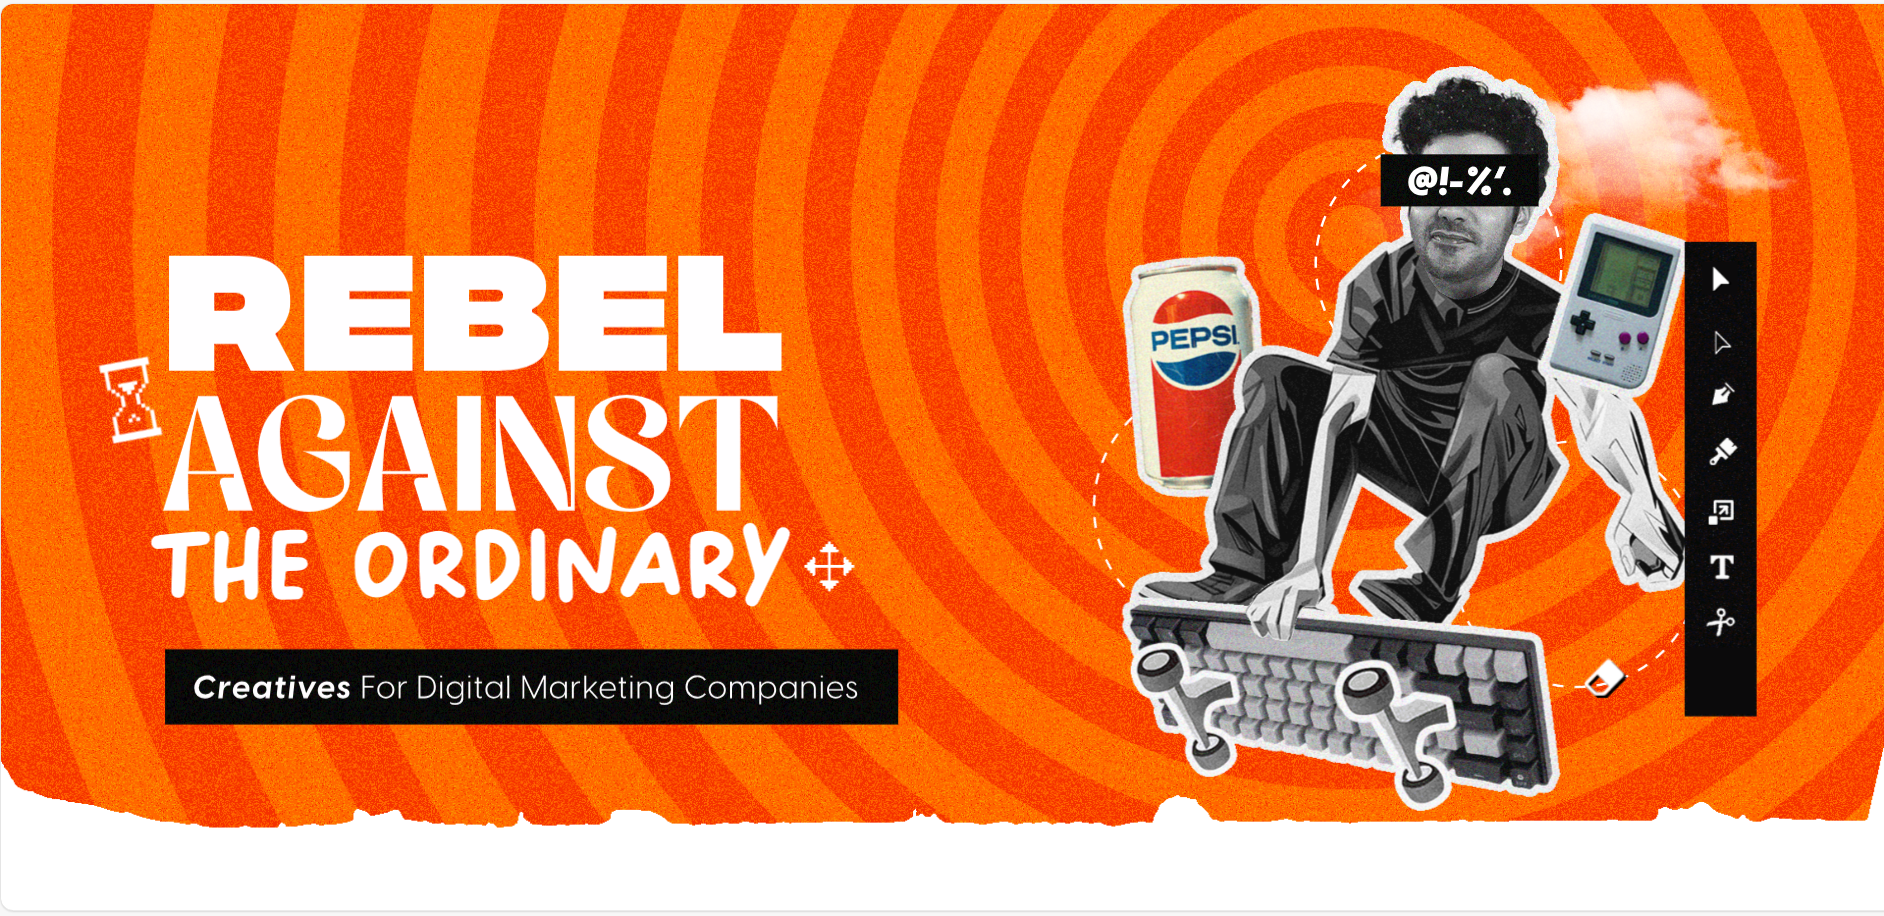 REBEL
AGAINST
THE ORDINARY
Creatives For Digital Marketing Companies
@!-%'.
PEPSI
T